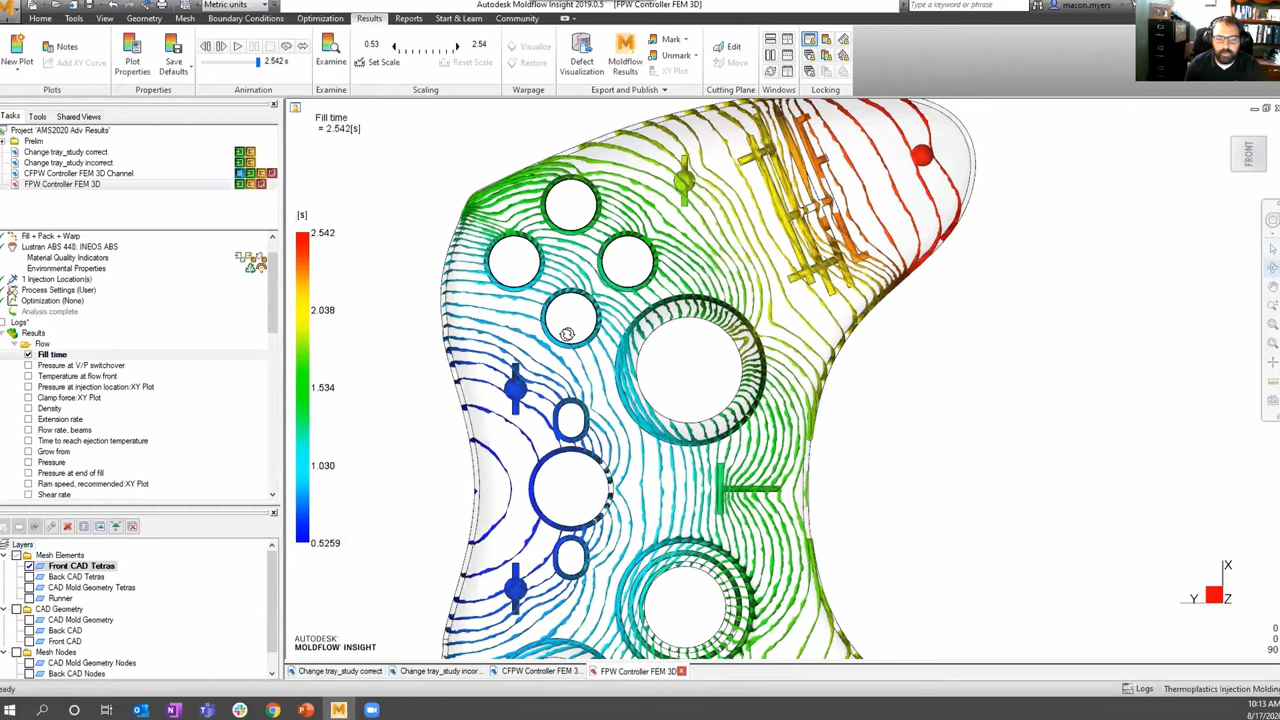 Metric units
Autodesk Moldflow Insight 2019.0.5 [FPW Controller FEM 3D]
Type a keyword or phrase
mason.myers
Home Tools View Geometry Mesh Boundary Conditions Optimization Results Reports Start & Learn Community
New Plot
Notes
Add XY Curve
Plots
Plot Properties
Save Defaults
Properties
2.542 s
Animation
Examine
Examine
0.53 2.54
Set Scale Reset Scale
Scaling
Visualize
Restore
Warpage
Defect Visualization
Moldflow Results
Mark
Unmark
XY Plot
Export and Publish
Edit
Move
Cutting Plane
Windows
Locking
Tasks Tools Shared Views
Project 'AMS2020 Adv Results'
Prelim
Change tray_study correct
Change tray_study incorrect
CFPW Controller FEM 3D Channel
FPW Controller FEM 3D
Fill + Pack + Warp
Lustran ABS 448: INEOS ABS
Material Quality Indicators
Environmental Properties
1 Injection Location(s)
Process Settings (User)
Optimization (None)
Analysis complete
Logs*
Results
Flow
Fill time
Pressure at V/P switchover
Temperature at flow front
Pressure at injection location:XY Plot
Clamp force:XY Plot
Density
Extension rate
Flow rate, beams
Time to reach ejection temperature
Grow from
Pressure
Pressure at end of fill
Ram speed, recommended:XY Plot
Shear rate
Layers
Mesh Elements
Front CAD Tetras
Back CAD Tetras
CAD Mold Geometry Tetras
Runner
CAD Geometry
CAD Mold Geometry
Back CAD
Front CAD
Mesh Nodes
CAD Mold Geometry Nodes
Back CAD Nodes
Fill time
= 2.542[s]
[s]
2.542
2.038
1.534
1.030
0.5259
FRONT
AUTODESK®
MOLDFLOW® INSIGHT
X
Y
Z
0
0
90
Change tray_study correct Change tray_study incor... CFPW Controller FEM 3... FPW Controller FEM 3D
eady
Logs
Thermoplastics Injection Molding
10:13 AM
8/17/202